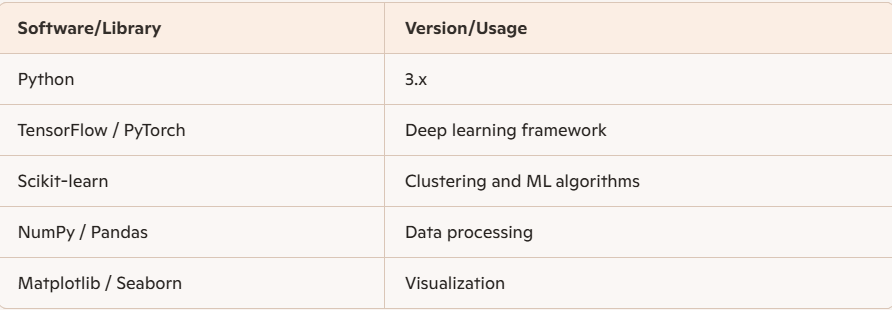 Software/Library Version/Usage
Python 3.x
TensorFlow / PyTorch Deep learning framework
Scikit-learn Clustering and ML algorithms
NumPy / Pandas Data processing
Matplotlib / Seaborn Visualization